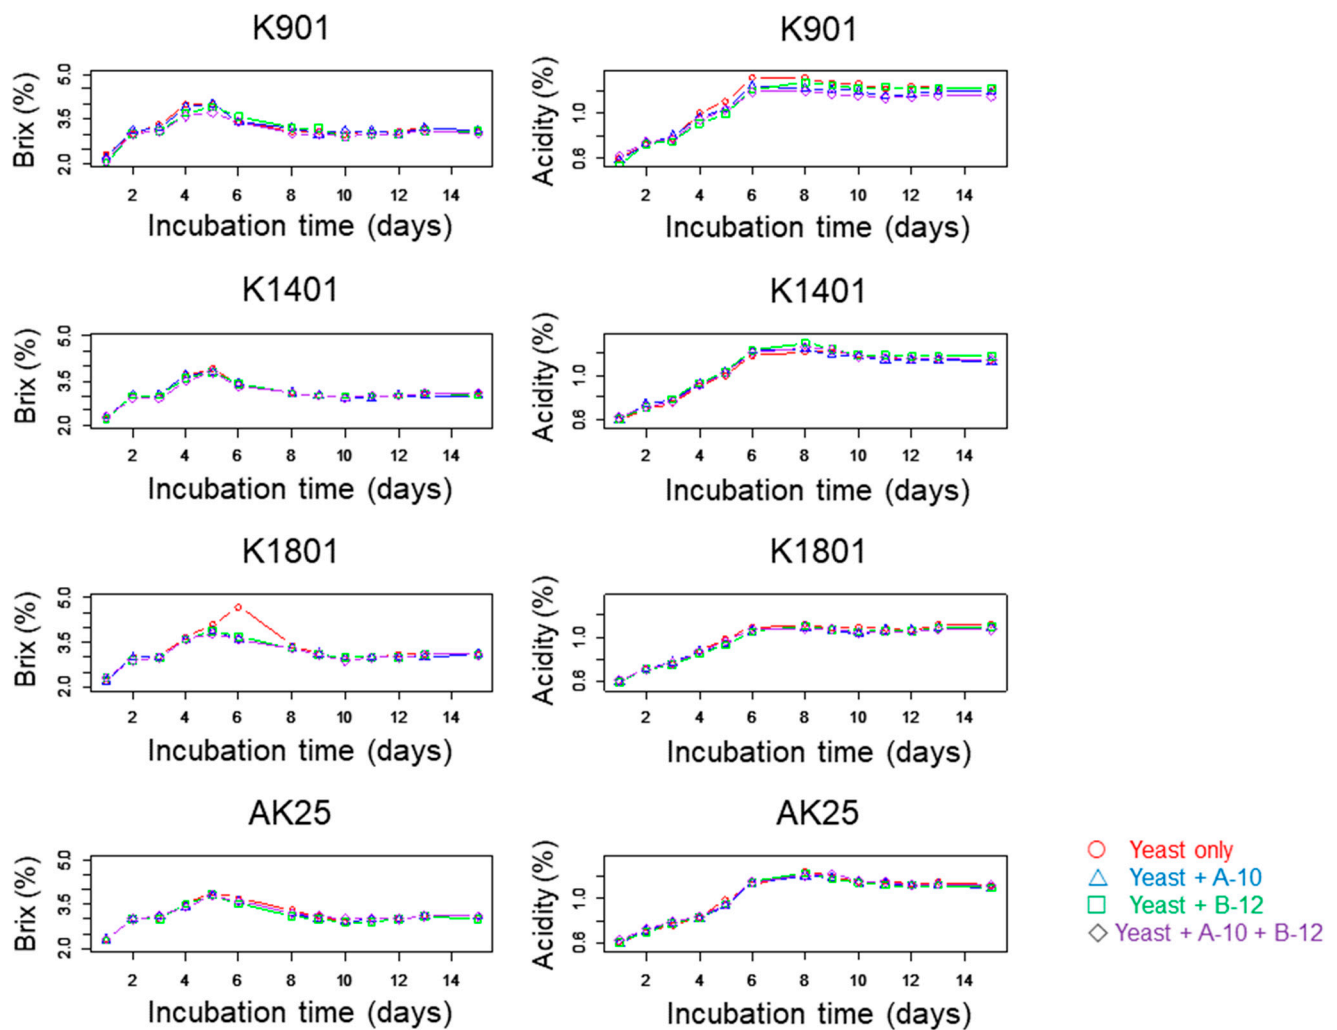 K901
Brix (%)
5.0
3.5
2.0
2 4 6 8 10 12 14
Incubation time (days)
K901
Acidity (%)
1.0
0.6
2 4 6 8 10 12 14
Incubation time (days)
K1401
Brix (%)
5.0
3.5
2.0
2 4 6 8 10 12 14
Incubation time (days)
K1401
Acidity (%)
1.0
0.6
2 4 6 8 10 12 14
Incubation time (days)
K1801
Brix (%)
5.0
3.5
2.0
2 4 6 8 10 12 14
Incubation time (days)
K1801
Acidity (%)
1.0
0.6
2 4 6 8 10 12 14
Incubation time (days)
AK25
Brix (%)
5.0
3.5
2.0
2 4 6 8 10 12 14
Incubation time (days)
AK25
Acidity (%)
1.0
0.6
2 4 6 8 10 12 14
Incubation time (days)
Yeast only
Yeast + A-10
Yeast + B-12
Yeast + A-10 + B-12